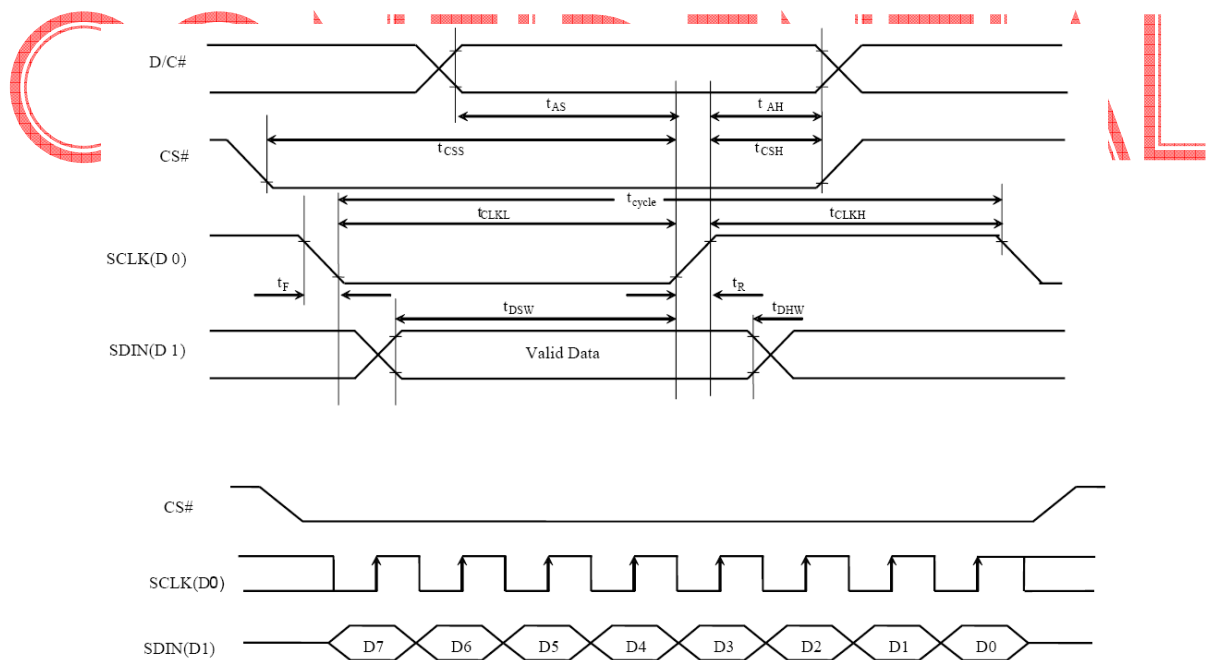 CONFIDENTIAL
D/C#
tAS
tAH
CS#
tCSS
tCSH
tcycle
tCLKL
tCLKH
SCLK(D 0)
tF
tR
tDSW
tDHW
SDIN(D 1)
Valid Data
CS#
SCLK(D0)
SDIN(D1)
D7 D6 D5 D4 D3 D2 D1 D0